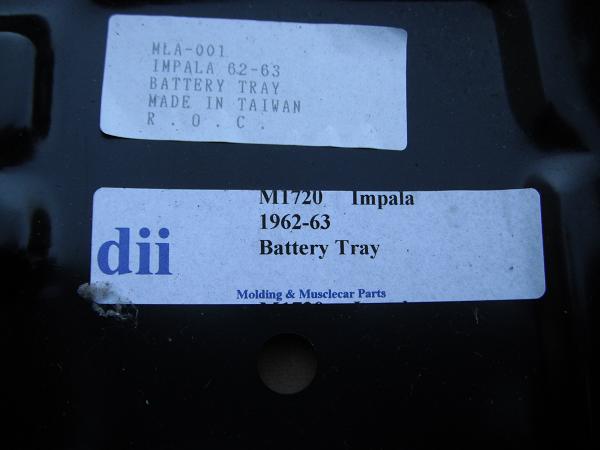 MLA-001
IMPALA 62-63
BATTERY TRAY
MADE IN TAIWAN
R . O . C .
M1720 Impala
1962-63
dii
Battery Tray
Molding & Musclecar Parts